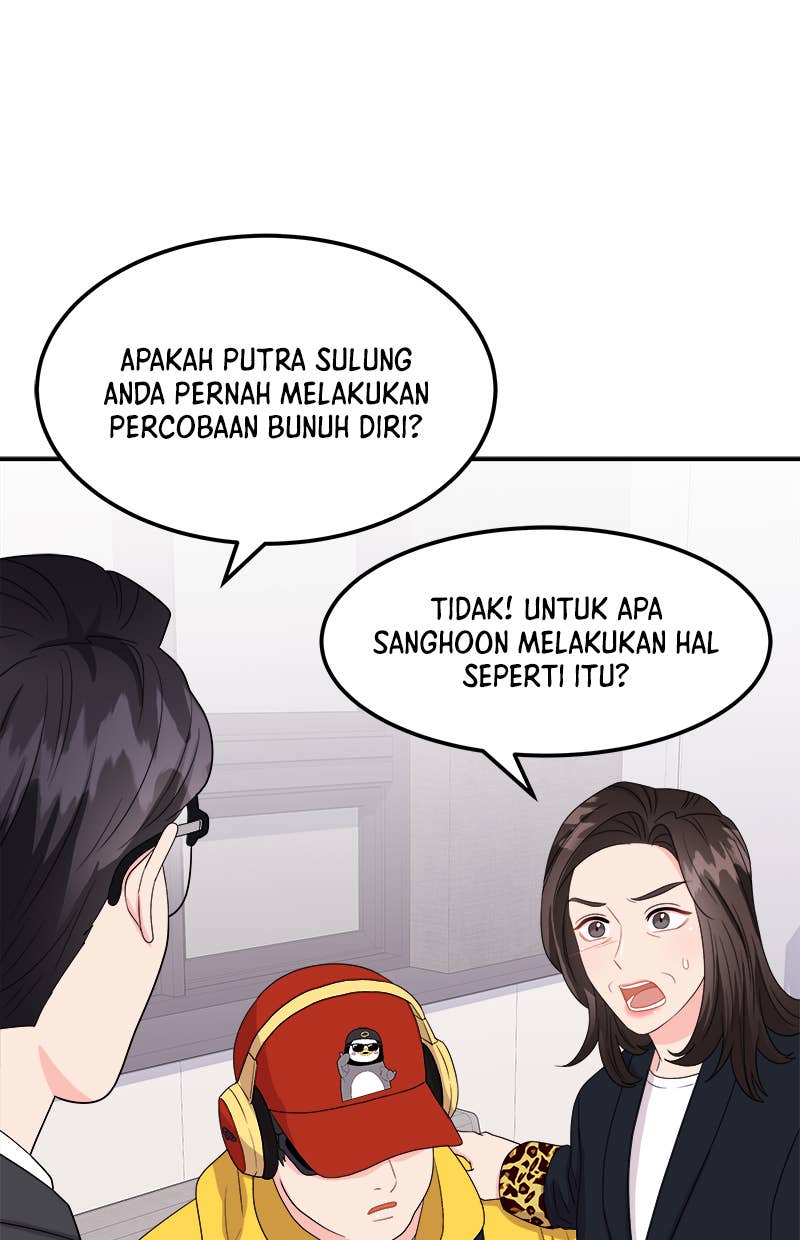 APAKAH PUTRA SULUNG
ANDA PERNAH MELAKUKAN
PERCOBAAN BUNUH DIRI?
TIDAK! UNTUK APA
SANGHOON MELAKUKAN HAL
SEPERTI ITU?